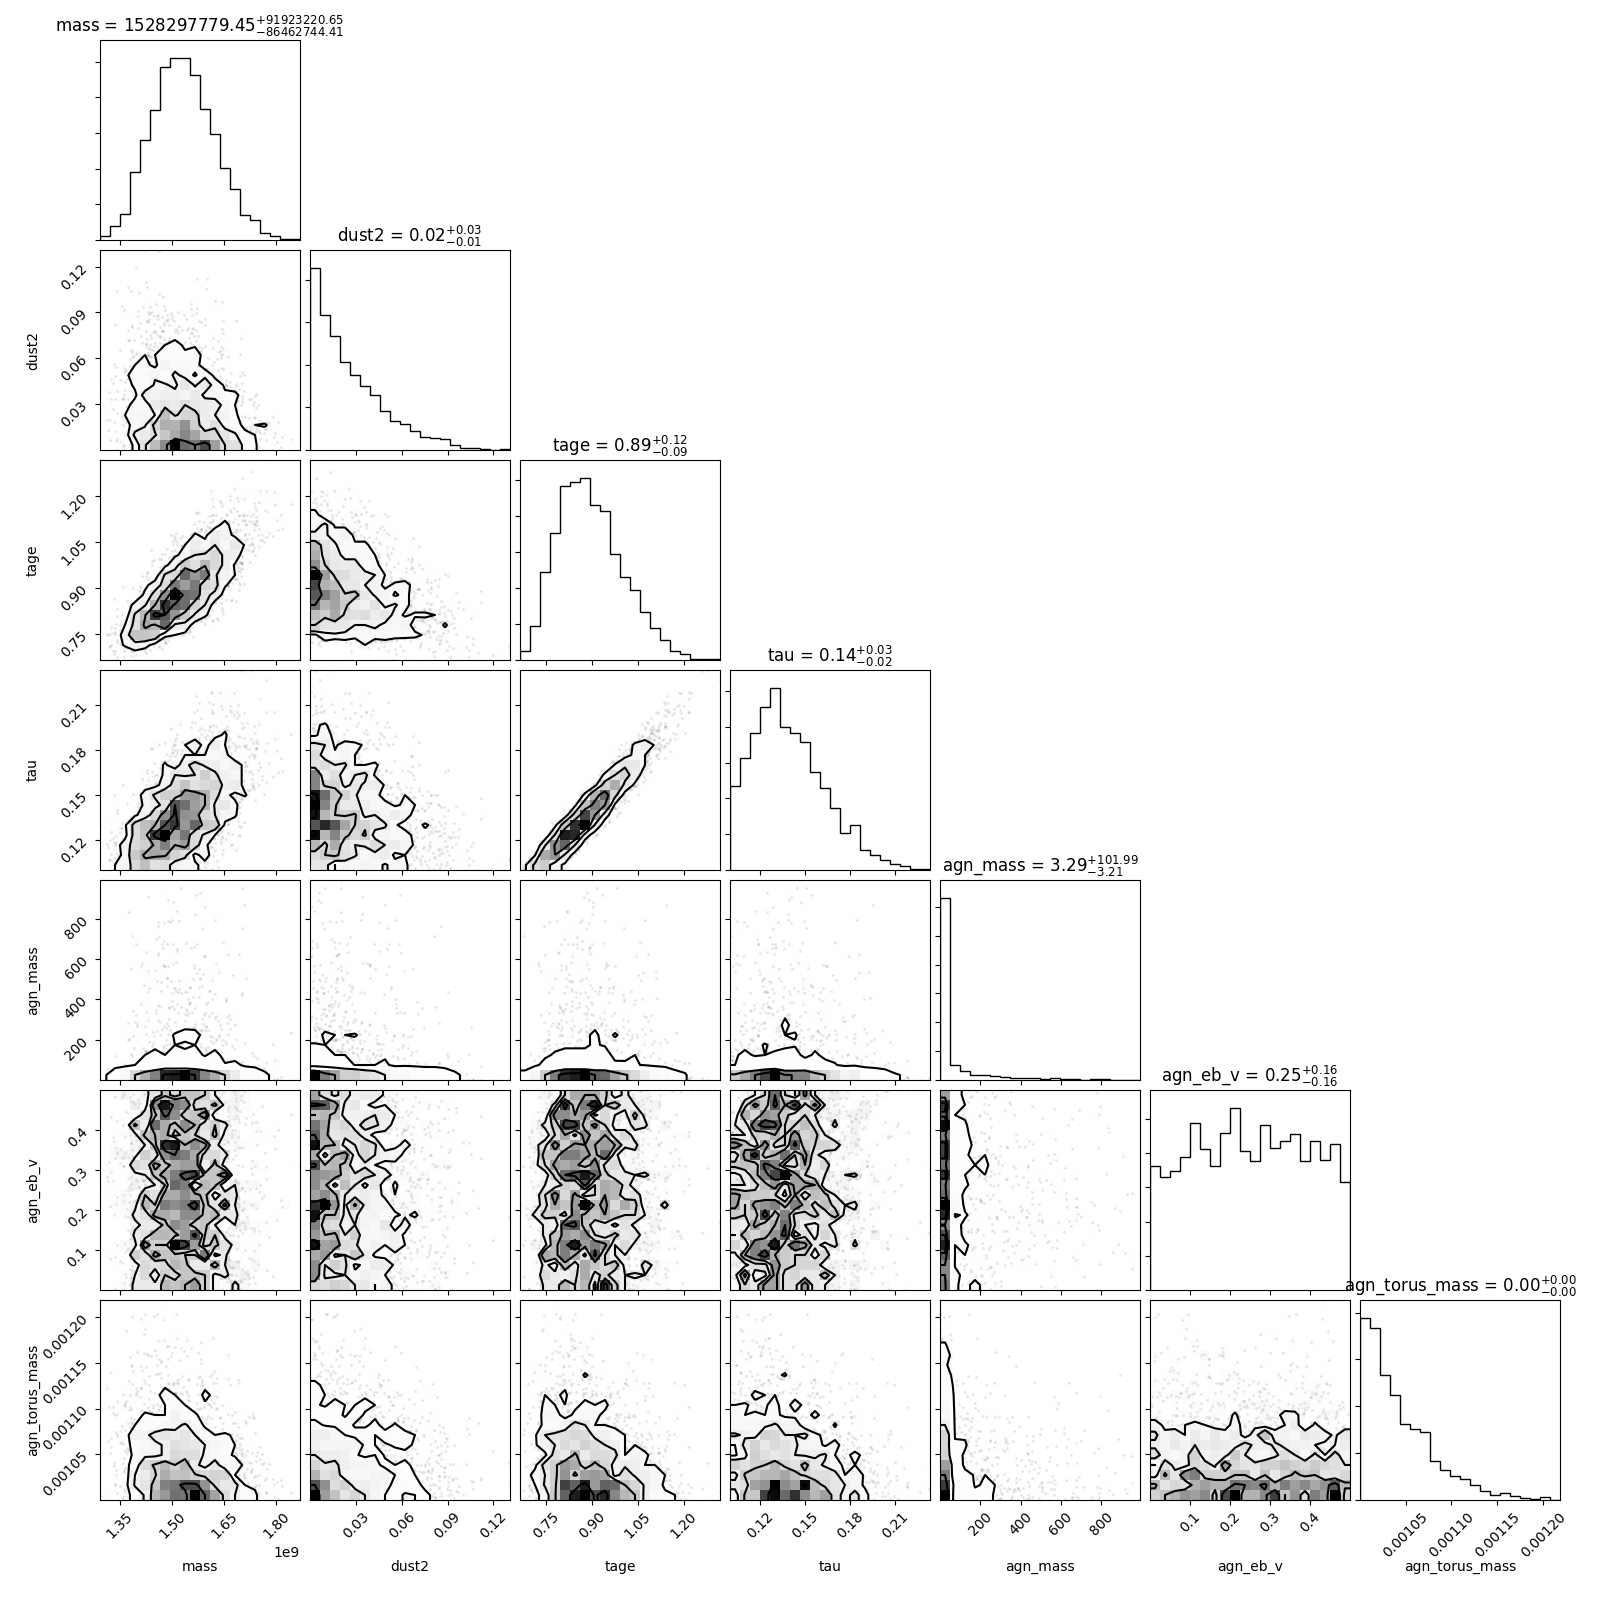 mass = 1528297779.45+91923220.65−86462744.41
dust2 = 0.02+0.03−0.01
0.12
0.09
0.06
0.03
dust2
tage = 0.89+0.12−0.09
1.20
1.05
0.90
0.75
tage
tau = 0.14+0.03−0.02
0.21
0.18
0.15
0.12
tau
agn_mass = 3.29+101.99−3.21
800
600
400
200
agn_mass
agn_eb_v = 0.25+0.16−0.16
0.4
0.3
0.2
0.1
agn_eb_v
agn_torus_mass = 0.00+0.00−0.00
0.00120
0.00115
0.00110
0.00105
agn_torus_mass
1.35 1.50 1.65 1.80
1e9
mass
0.03 0.06 0.09 0.12
dust2
0.75 0.90 1.05 1.20
tage
0.12 0.15 0.18 0.21
tau
200 400 600 800
agn_mass
0.1 0.2 0.3 0.4
agn_eb_v
0.00105 0.00110 0.00115 0.00120
agn_torus_mass